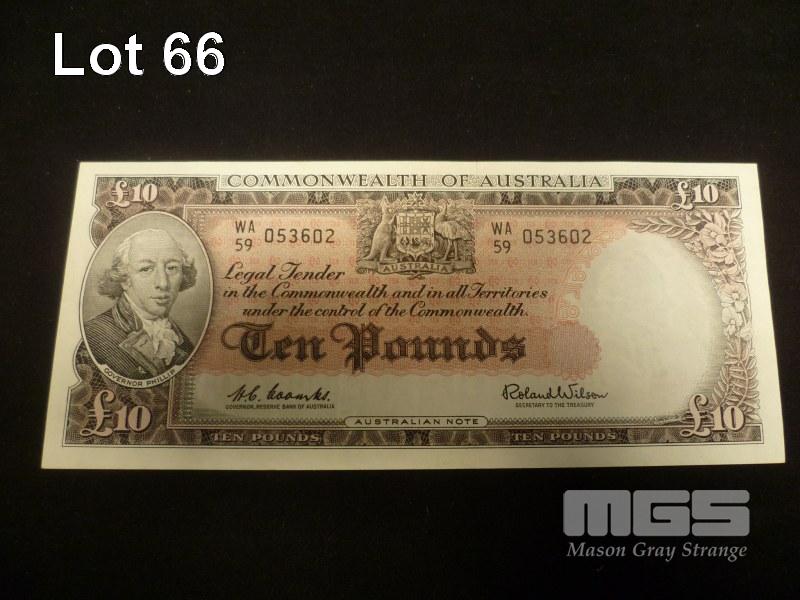 Lot 66
COMMONWEALTH OF AUSTRALIA
£10 £10
WA 59 053602 WA 59 053602
AUSTRALIA
Legal Tender
in the Commonwealth and in all Territories
under the control of the Commonwealth.
Ten Pounds
GOVERNOR PHILLIP
H.C. Coombs. Roland Wilson
GOVERNOR, RESERVE BANK OF AUSTRALIA SECRETARY TO THE TREASURY
£10 AUSTRALIAN NOTE £10
TEN POUNDS TEN POUNDS
MGS
Mason Gray Strange